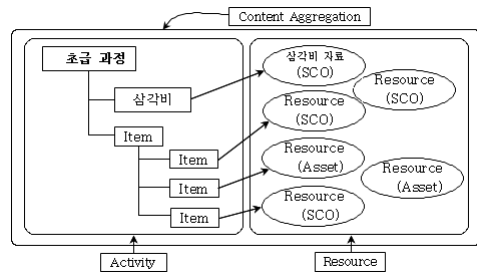 Content Aggregation
초급 과정
삼각비
Item
Item
Item
Item
삼각비 자료
(SCO)
Resource
(SCO)
Resource
(SCO)
Resource
(Asset)
Resource
(Asset)
Resource
(SCO)
Activity
Resource